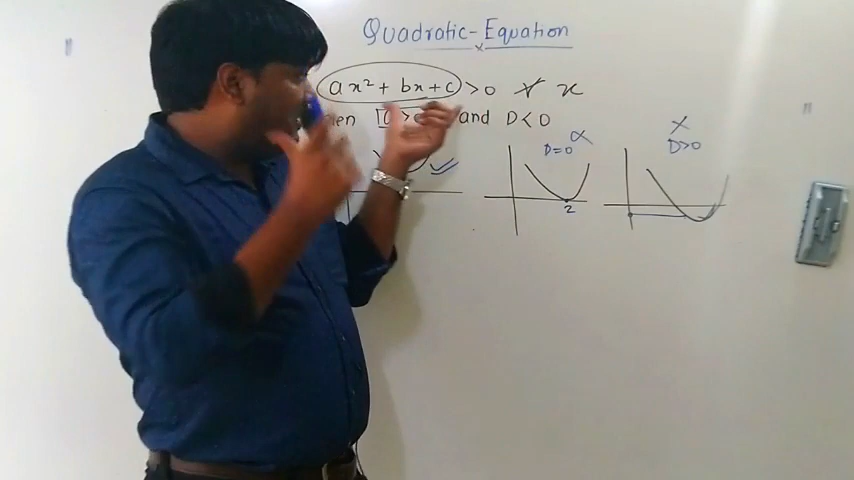 Quadratic-Equation
ax² + bx + c > 0 ∀ x
and D < 0
D=0
D>0
2